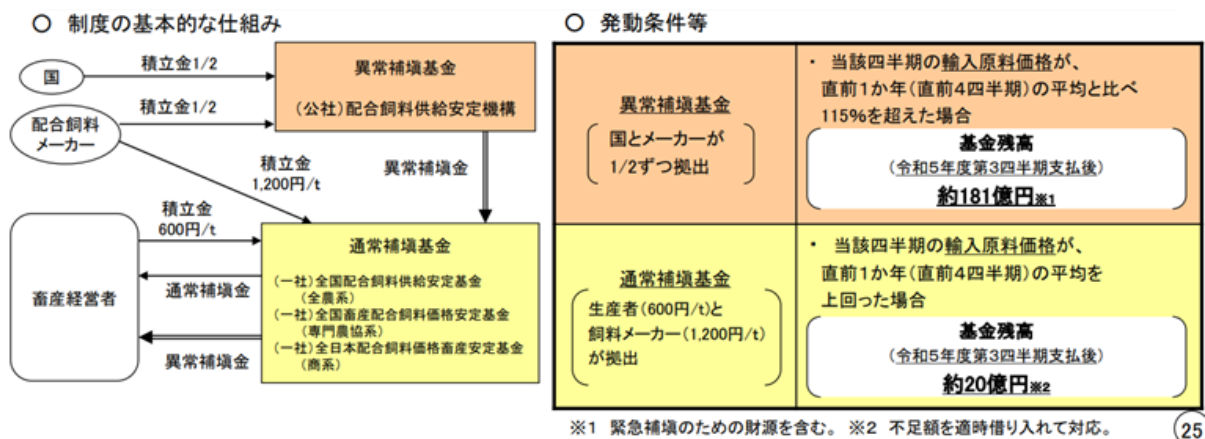 ○ 制度の基本的な仕組み
国
積立金1/2
配合飼料
メーカー
積立金1/2
異常補塡基金
(公社)配合飼料供給安定機構
積立金
1,200円/t
異常補塡金
畜産経営者
積立金
600円/t
通常補塡金
異常補塡金
通常補塡基金
(一社)全国配合飼料供給安定基金
(全農系)
(一社)全国畜産配合飼料価格安定基金
(専門農協系)
(一社)全日本配合飼料価格畜産安定基金
(商系)
○ 発動条件等
異常補塡基金
国とメーカーが
1/2ずつ拠出
・ 当該四半期の輸入原料価格が、
直前1か年(直前4四半期)の平均と比べ
115%を超えた場合
基金残高
(令和5年度第3四半期支払後)
約181億円※1
通常補塡基金
生産者(600円/t)と
飼料メーカー(1,200円/t)
が拠出
・ 当該四半期の輸入原料価格が、
直前1か年(直前4四半期)の平均を
上回った場合
基金残高
(令和5年度第3四半期支払後)
約20億円※2
※1 緊急補塡のための財源を含む。 ※2 不足額を適時借り入れて対応。
25